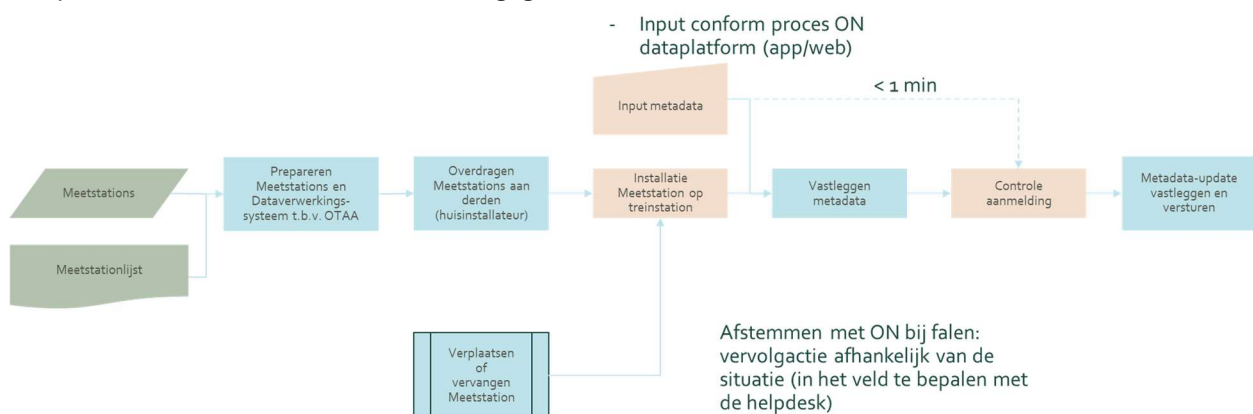 - Input conform proces ON
dataplatform (app/web)
< 1 min
Input metadata
Meetstations
Prepareren
Meetstations en
Dataverwerkings-
systeem t.b.v. OTAA
Overdragen
Meetstations aan
derden
(huisinstallateur)
Installatie
Meetstation op
treinstation
Vastleggen
metadata
Controle
aanmelding
Metadata-update
vastleggen en
versturen
Meetstationlijst
Verplaatsen
of
vervangen
Meetstation
Afstemmen met ON bij falen:
vervolgactie afhankelijk van de
situatie (in het veld te bepalen met
de helpdesk)